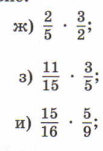 ж) 2/5 · 3/2;
з) 11/15 · 3/5;
и) 15/16 · 5/9;